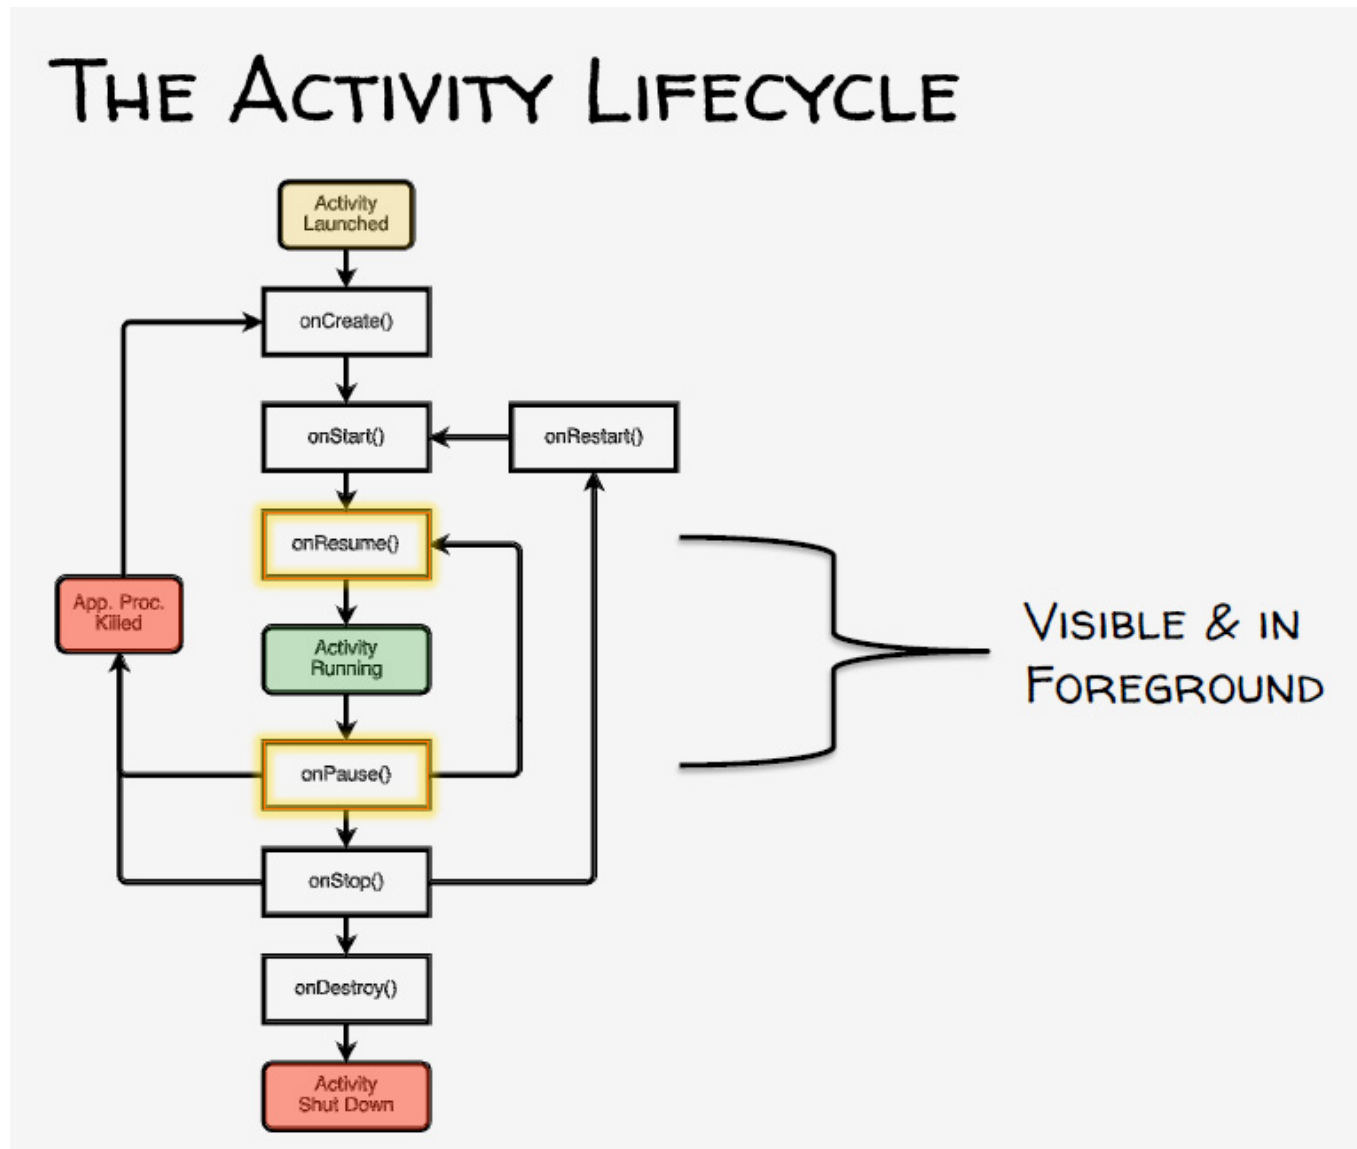 THE ACTIVITY LIFECYCLE
Activity
Launched
onCreate()
onStart()
onRestart()
onResume()
App. Proc.
Killed
Activity
Running
VISIBLE & IN
FOREGROUND
onPause()
onStop()
onDestroy()
Activity
Shut Down